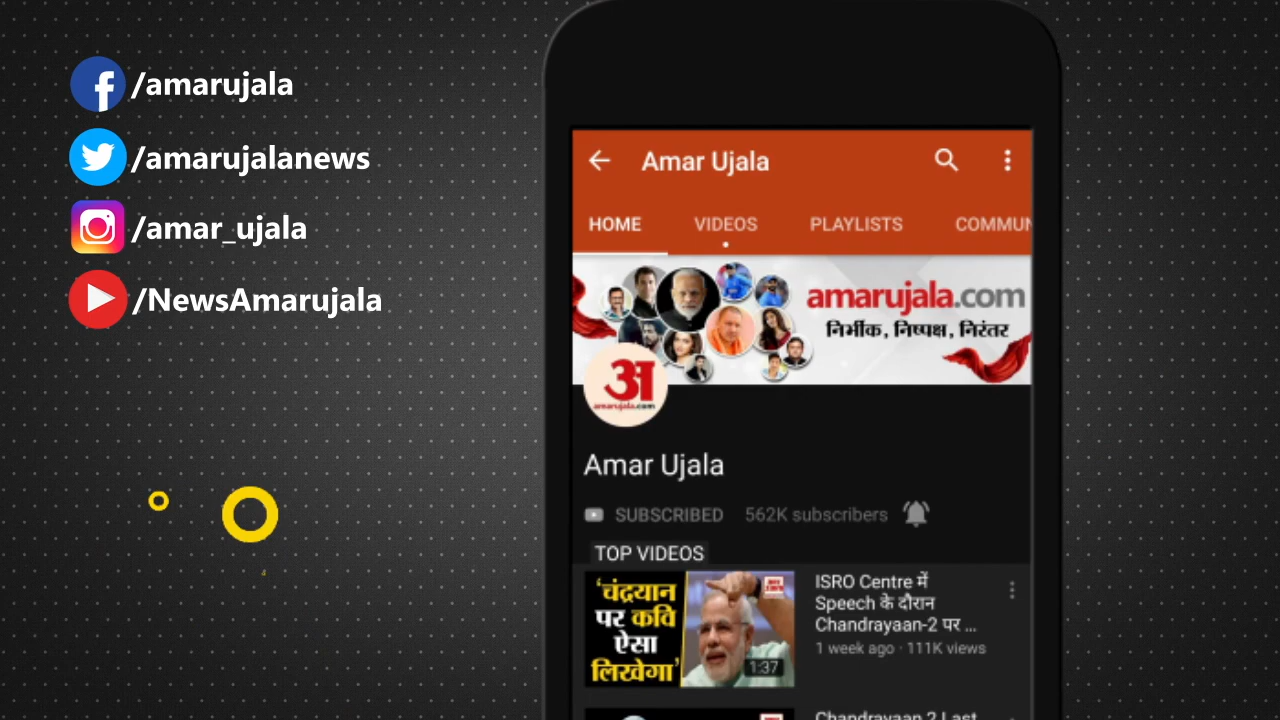 /amarujala
/amarujalanews
/amar_ujala
/NewsAmarujala
Amar Ujala
HOME VIDEOS PLAYLISTS COMMUN
amarujala.com
निर्भीक, निष्पक्ष, निरंतर
अ
amarujala.com
Amar Ujala
SUBSCRIBED 562K subscribers
TOP VIDEOS
'चंद्रयान
पर कवि
ऐसा
लिखेगा'
1:37
ISRO Centre में
Speech के दौरान
Chandrayaan-2 पर ...
1 week ago · 111K views
Chandrayaan 2 Last